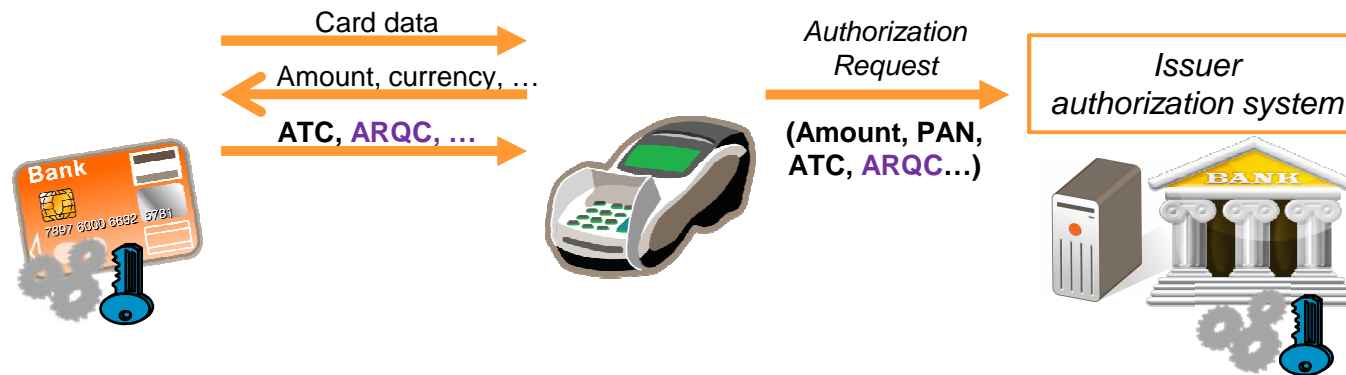 Card data
Amount, currency, …
ATC, ARQC, …
Bank
7897 6000 6892 5781
Authorization
Request
(Amount, PAN,
ATC, ARQC…)
Issuer
authorization system
BANK